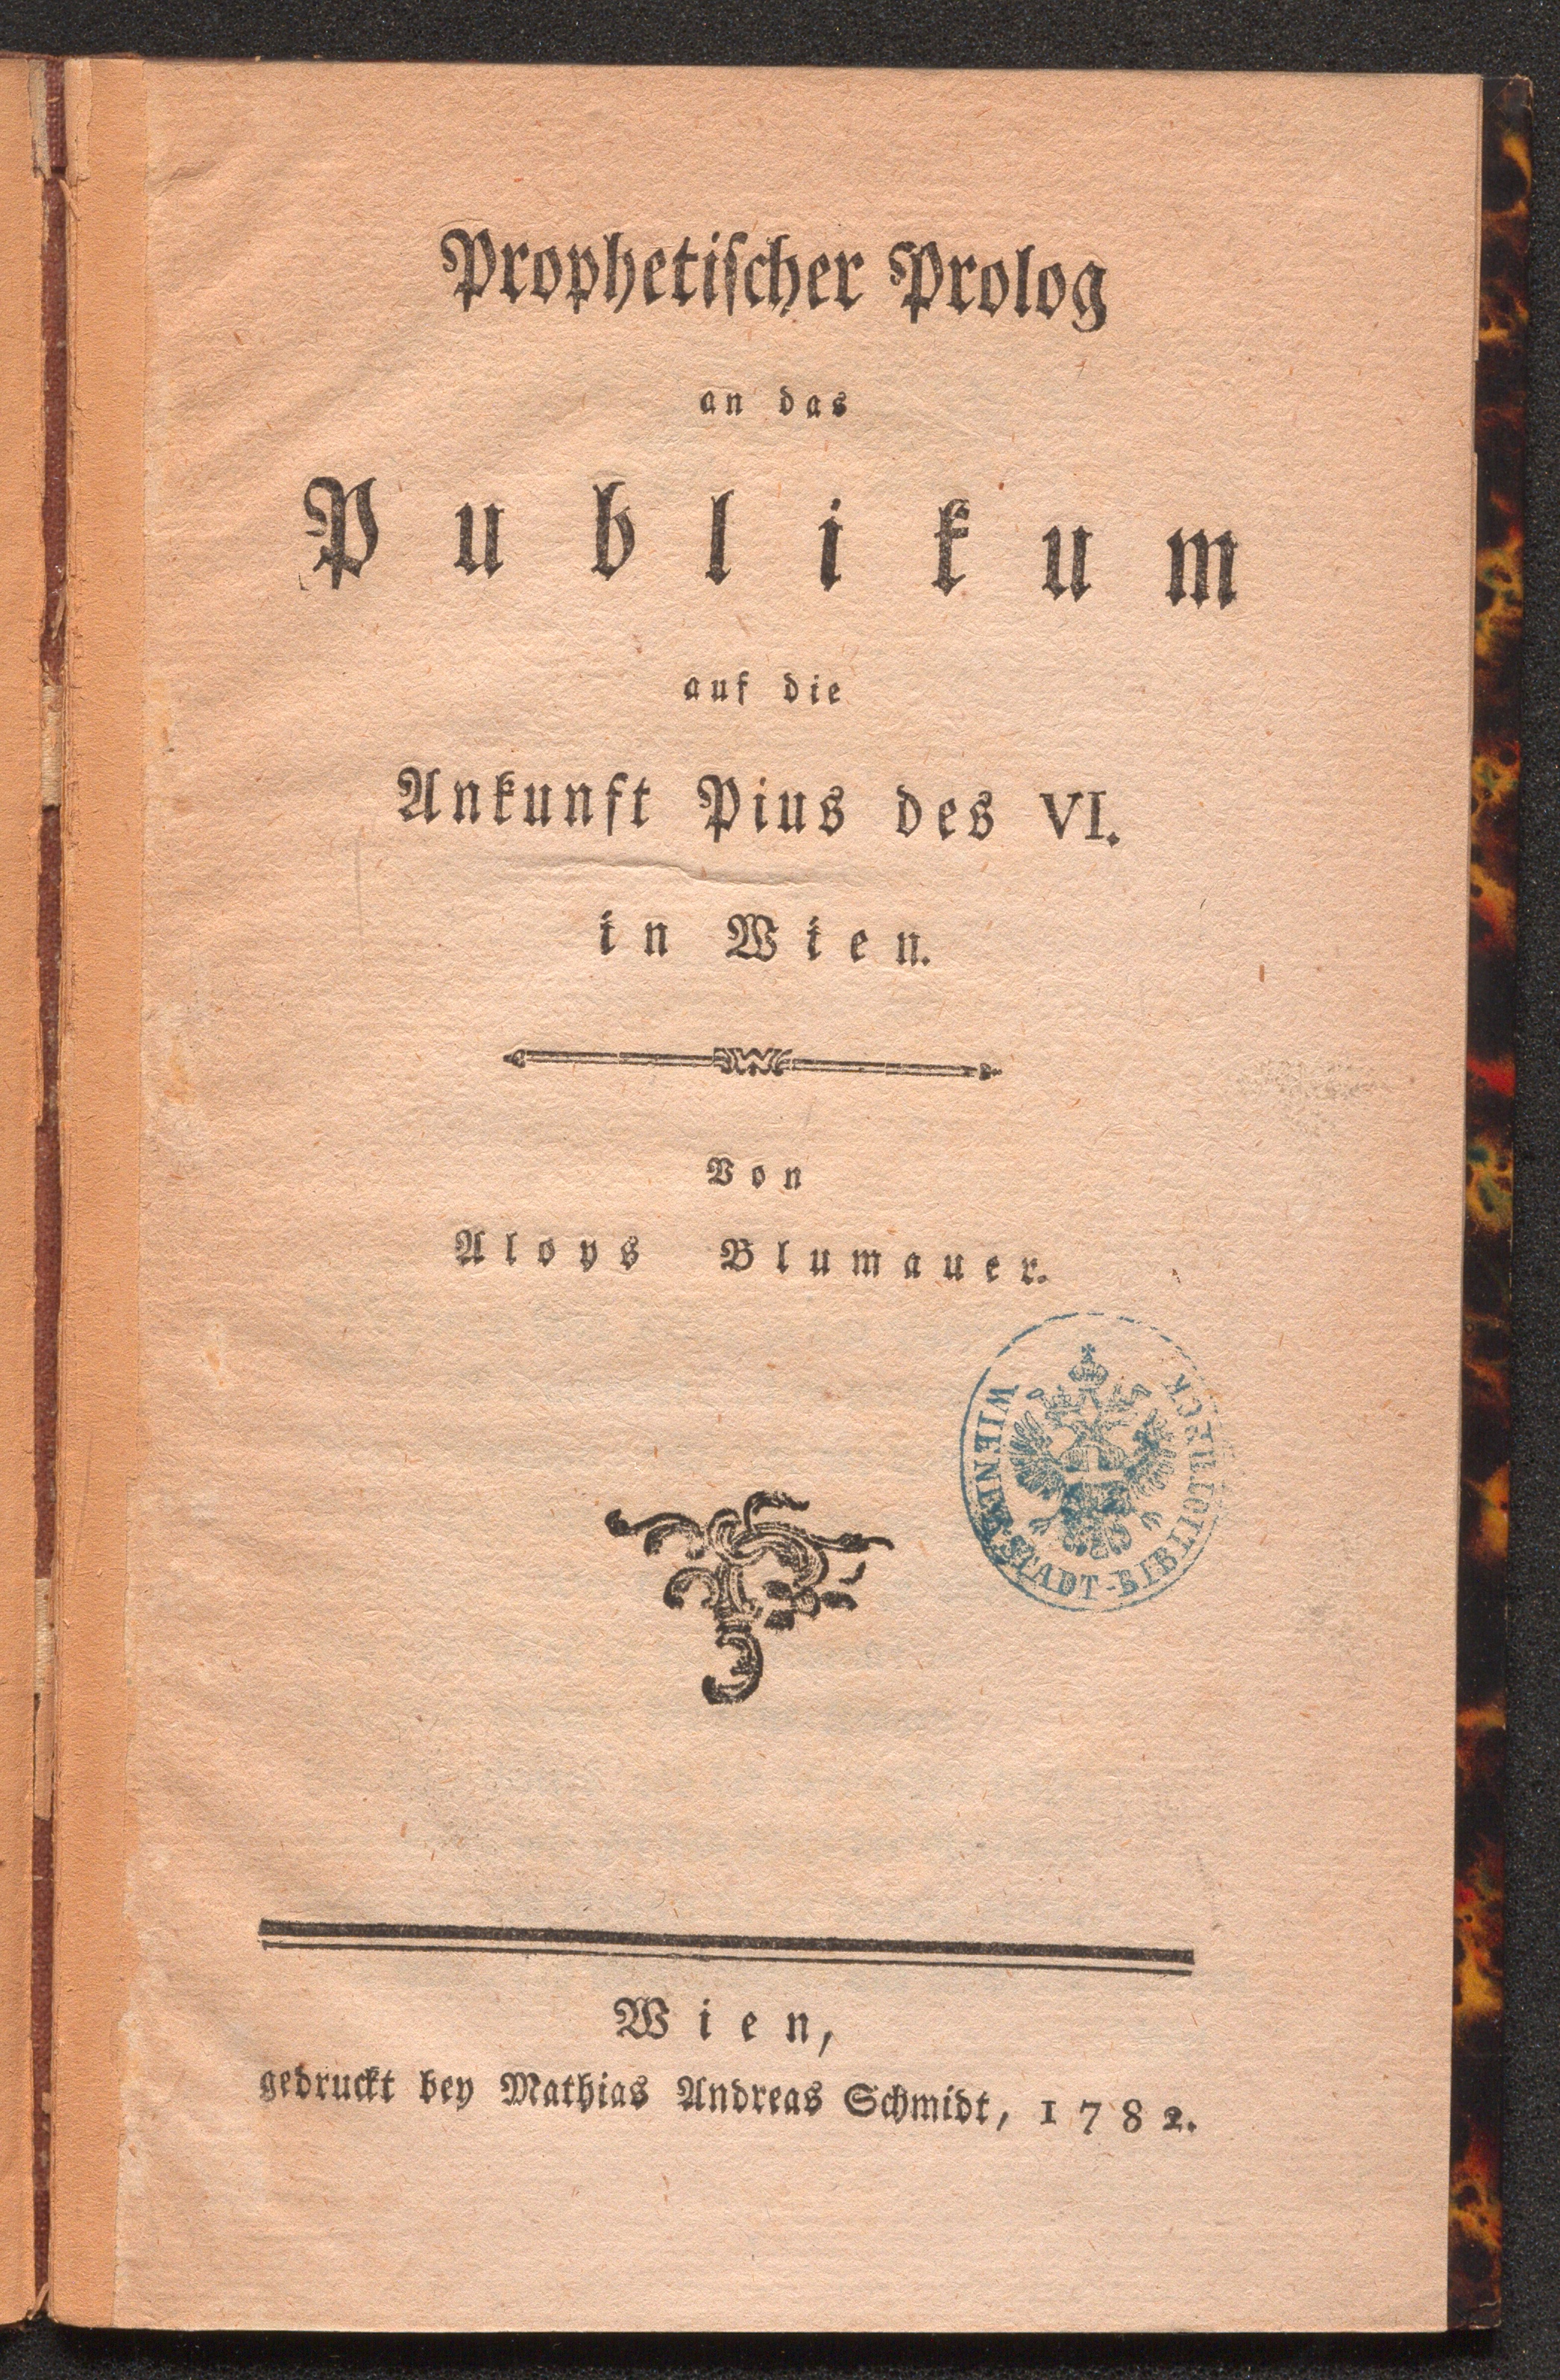 Prophetiſcher Prolog
an das
Publikum
auf die
Ankunft Pius des VI.
in Wien.
Von
Aloys Blumauer.
WIENER STADT-BIBLIOTHECK
Wien,
gedruckt bey Mathias Andreas Schmidt, 1782.